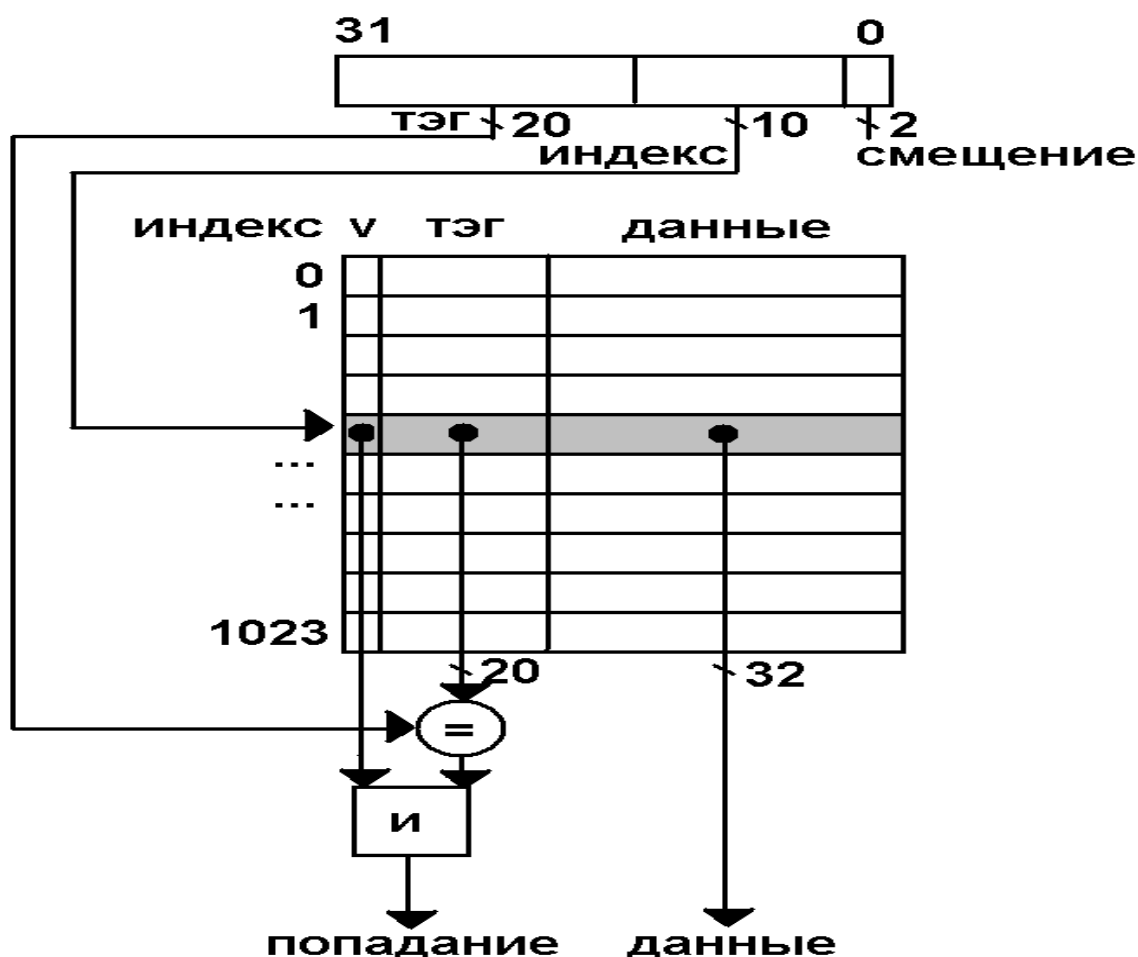 31 0
тэг 20 10 2
индекс смещение
индекс v тэг данные
0
1
...
...
1023
20 32
=
и
попадание данные